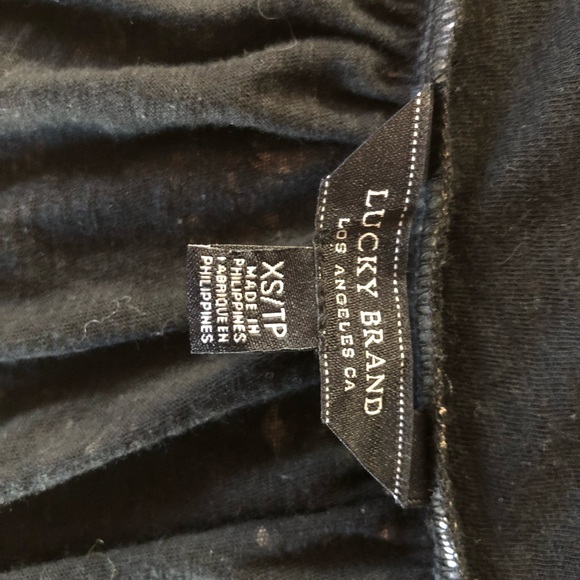 LUCKY BRAND
LOS ANGELES CA
XS/TP
MADE IN
PHILIPPINES
FABRIQUE EN
PHILIPPINES